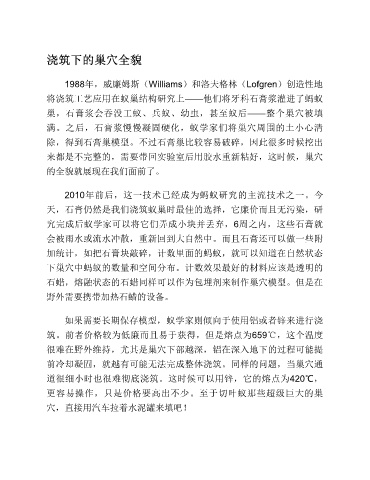 浇筑下的巢穴全貌
1988年，威廉姆斯（Williams）和洛夫格林（Lofgren）创造性地
将浇筑工艺应用在蚁巢结构研究上——他们将牙科石膏浆灌进了蚂蚁
巢，石膏浆会吞没工蚁、兵蚁、幼虫，甚至蚁后——整个巢穴被填
满。之后，石膏浆慢慢凝固硬化，蚁学家们将巢穴周围的土小心消
除，得到石膏巢模型。不过石膏巢比较容易破碎，因此很多时候挖出
来都是不完整的，需要带回实验室后用胶水重新粘好，这时候，巢穴
的全貌就展现在我们面前了。
2010年前后，这一技术已经成为蚂蚁研究的主流技术之一。今
天，石膏仍然是我们浇筑蚁巢时最佳的选择，它廉价而且无污染，研
究完成后蚁学家可以将它们弄成小块并丢弃，6周之内，这些石膏就
会被雨水或流水冲散，重新回到大自然中。而且石膏还可以做一些附
加统计，如把石膏块敲碎，计数里面的蚂蚁，就可以知道在自然状态
下巢穴中蚂蚁的数量和空间分布。计数效果最好的材料应该是透明的
石蜡，熔融状态的石蜡同样可以作为包埋剂来制作巢穴模型。但是在
野外需要携带加热石蜡的设备。
如果需要长期保存模型，蚁学家则倾向于使用铝或者锌来进行浇
筑。前者价格较为低廉而且易于获得，但是熔点为659℃，这个温度
很难在野外维持，尤其是巢穴下部越深，铝在深入地下的过程可能提
前冷却凝固，就越有可能无法完成整体浇筑。同样的问题，当巢穴通
道很细小时也很难彻底浇筑。这时候可以用锌，它的熔点为420℃，
更容易操作，只是价格要高出不少。至于切叶蚁那些超级巨大的巢
穴，直接用汽车拉着水泥罐来填吧！